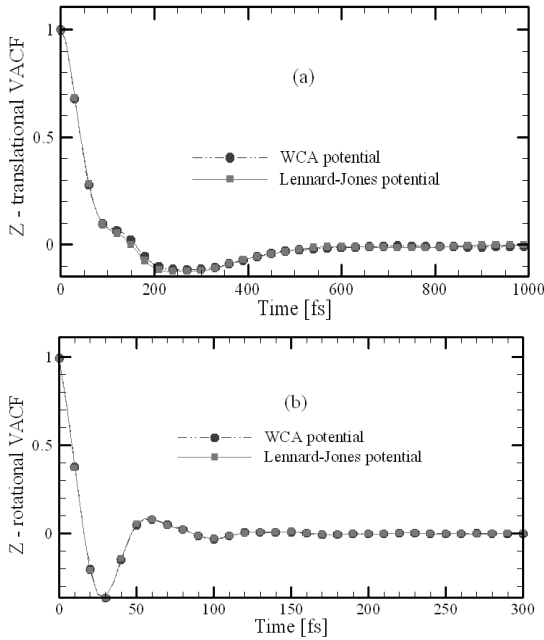 1
0.5
0
Z - translational VACF
(a)
WCA potential
Lennard-Jones potential
0 200 400 600 800 1000
Time [fs]
1
0.5
0
Z - rotational VACF
(b)
WCA potential
Lennard-Jones potential
0 50 100 150 200 250 300
Time [fs]